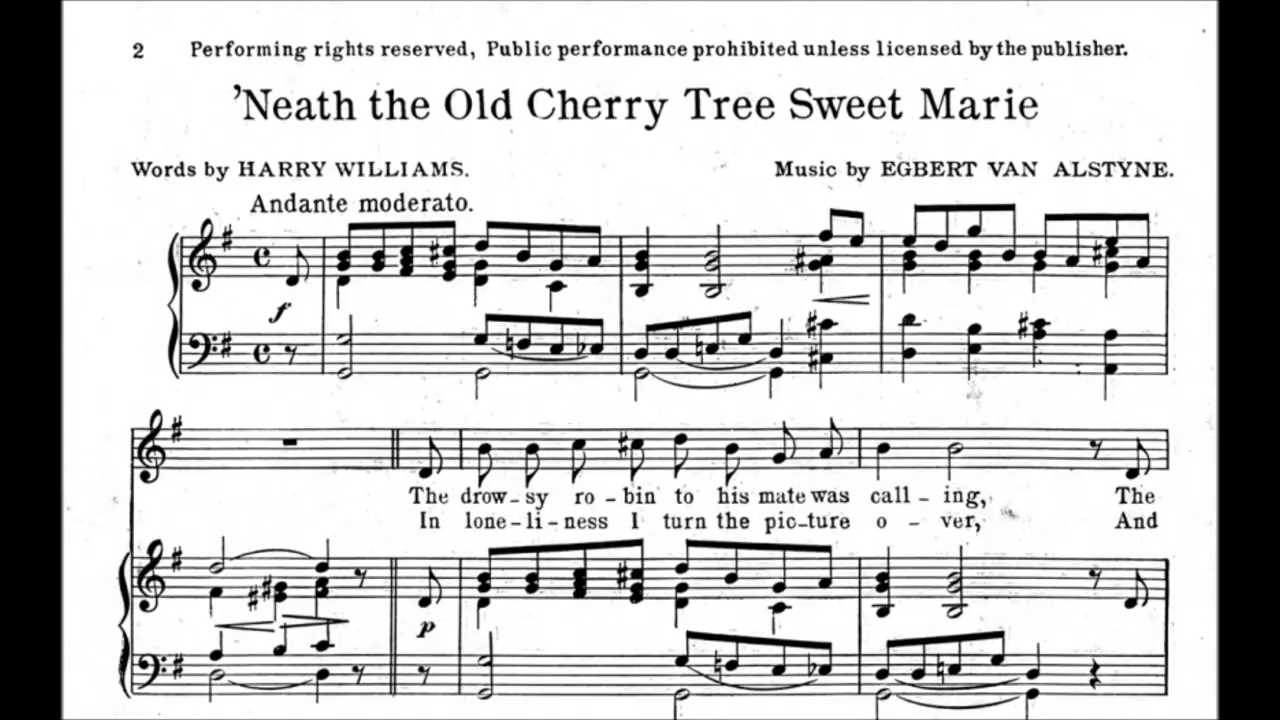 2 Performing rights reserved, Public performance prohibited unless licensed by the publisher.
'Neath the Old Cherry Tree Sweet Marie
Words by HARRY WILLIAMS. Music by EGBERT VAN ALSTYNE.
Andante moderato.
f
The drow-sy ro-bin to his mate was call-ing, The
In lone-li-ness I turn the pic-ture o-ver, And
p